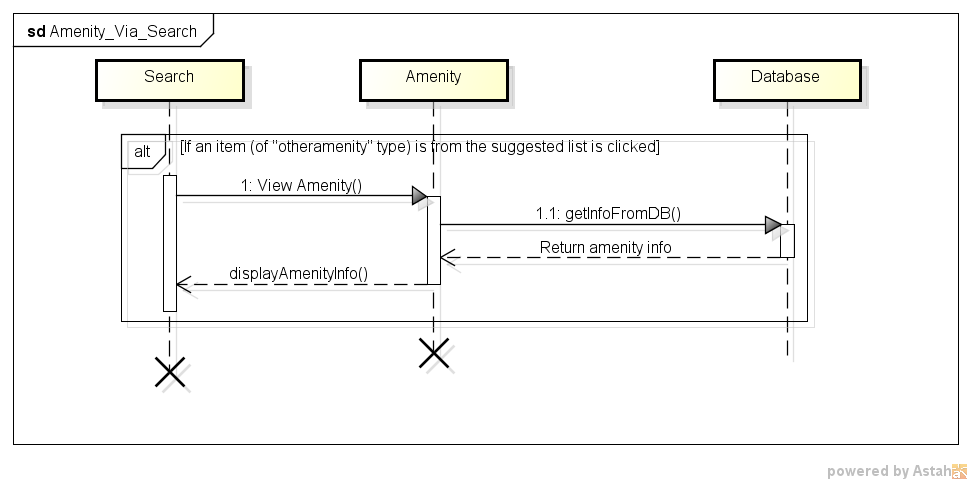 sd Amenity_Via_Search
Search
Amenity
Database
alt
[If an item (of "otheramenity" type) is from the suggested list is clicked]
1: View Amenity()
1.1: getInfoFromDB()
Return amenity info
displayAmenityInfo()
powered by Astah